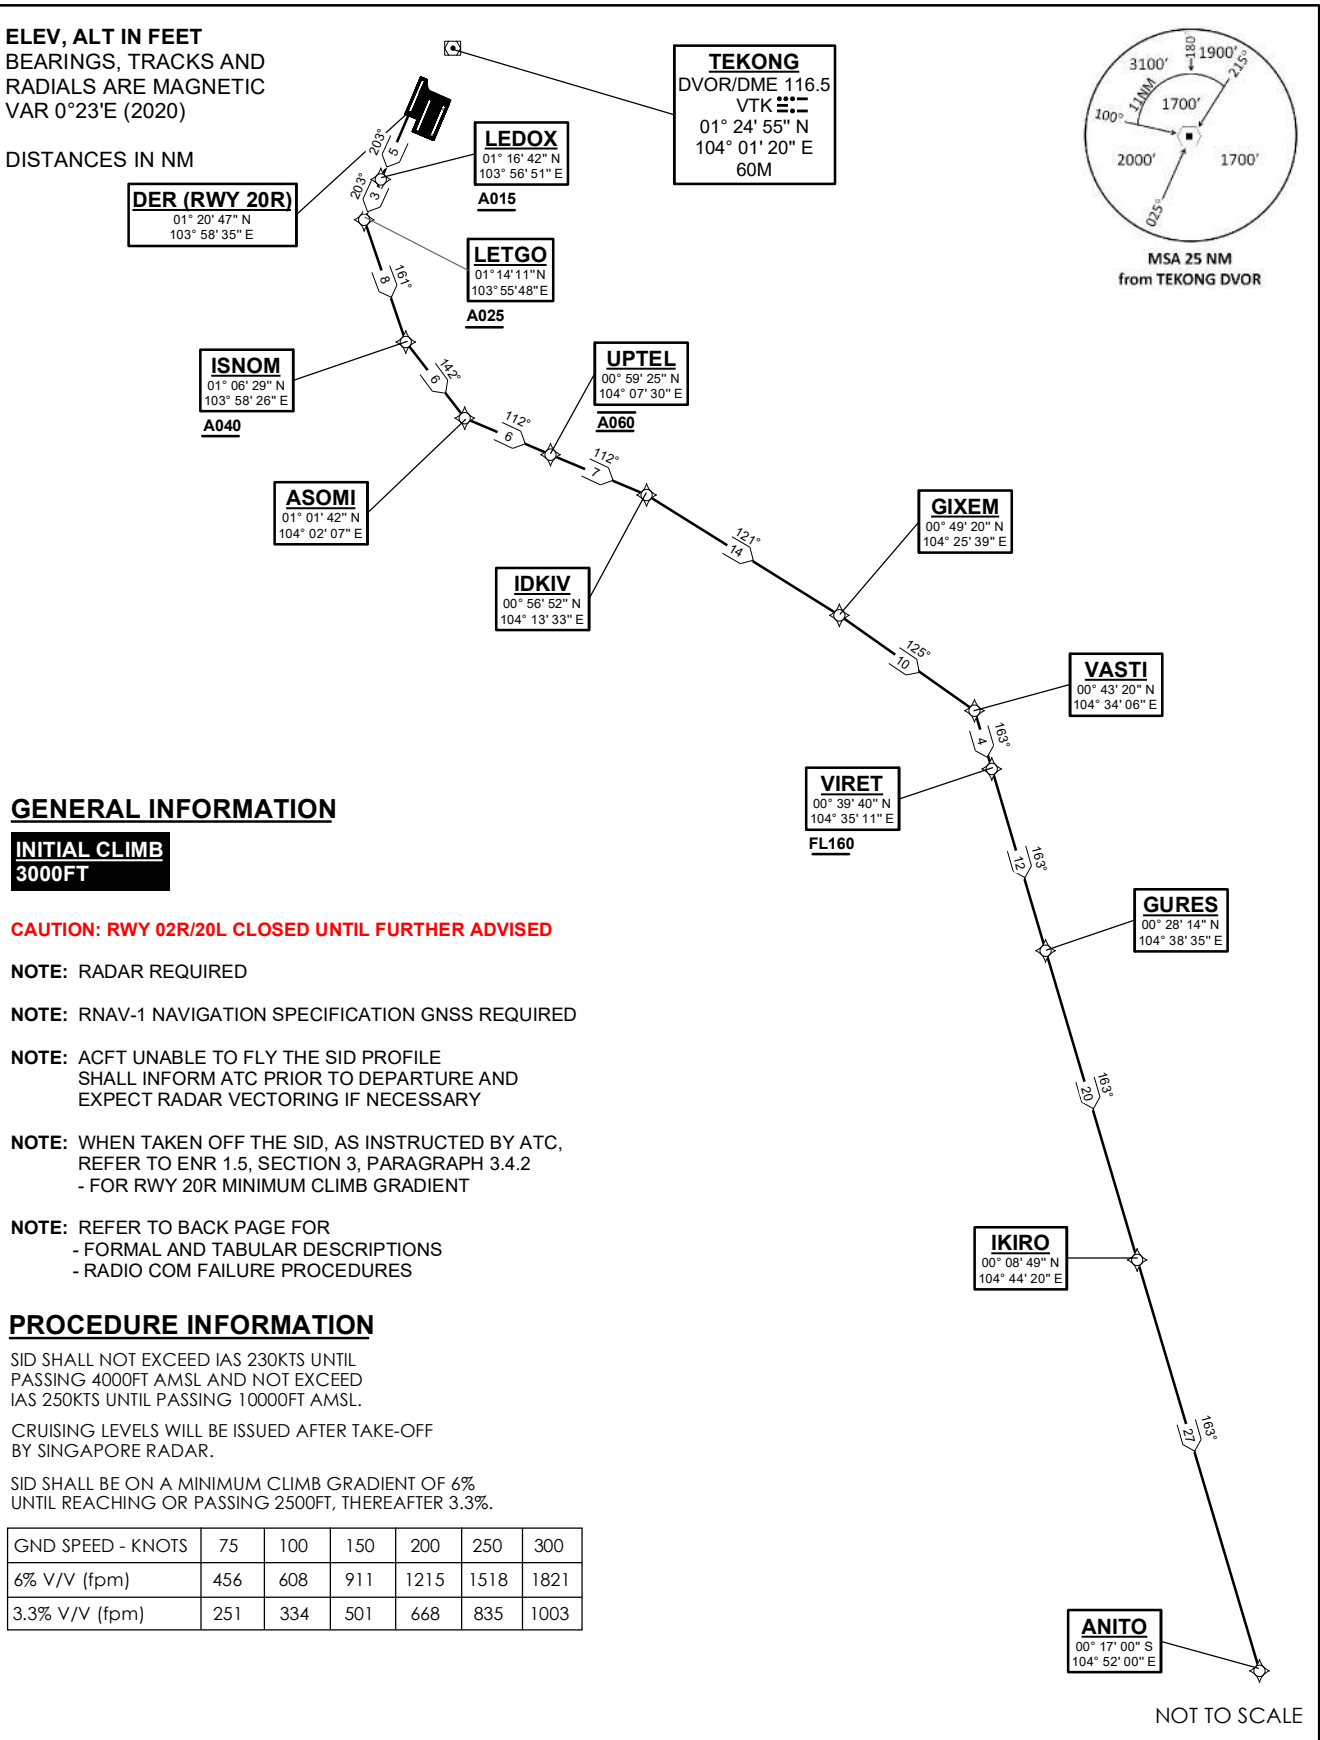 ELEV, ALT IN FEET
BEARINGS, TRACKS AND
RADIALS ARE MAGNETIC
VAR 0°23'E (2020)
DISTANCES IN NM
TEKONG
DVOR/DME 116.5
VTK
01° 24' 55" N
104° 01' 20" E
60M
3100'
180°
1900'
215°
11NM
1700'
100°
2000'
1700'
025°
MSA 25 NM
from TEKONG DVOR
203°
5
LEDOX
01° 16' 42" N
103° 56' 51" E
A015
DER (RWY 20R)
01° 20' 47" N
103° 58' 35" E
203°
3
LETGO
01° 14' 11" N
103° 55' 48" E
A025
161°
8
ISNOM
01° 06' 29" N
103° 58' 26" E
A040
142°
6
UPTEL
00° 59' 25" N
104° 07' 30" E
A060
112°
6
112°
7
ASOMI
01° 01' 42" N
104° 02' 07" E
GIXEM
00° 49' 20" N
104° 25' 39" E
121°
14
IDKIV
00° 56' 52" N
104° 13' 33" E
125°
10
VASTI
00° 43' 20" N
104° 34' 06" E
163°
4
VIRET
00° 39' 40" N
104° 35' 11" E
FL160
163°
12
GURES
00° 28' 14" N
104° 38' 35" E
163°
20
IKIRO
00° 08' 49" N
104° 44' 20" E
163°
27
ANITO
00° 17' 00" S
104° 52' 00" E
GENERAL INFORMATION
INITIAL CLIMB
3000FT
CAUTION: RWY 02R/20L CLOSED UNTIL FURTHER ADVISED
NOTE: RADAR REQUIRED
NOTE: RNAV-1 NAVIGATION SPECIFICATION GNSS REQUIRED
NOTE: ACFT UNABLE TO FLY THE SID PROFILE
SHALL INFORM ATC PRIOR TO DEPARTURE AND
EXPECT RADAR VECTORING IF NECESSARY
NOTE: WHEN TAKEN OFF THE SID, AS INSTRUCTED BY ATC,
REFER TO ENR 1.5, SECTION 3, PARAGRAPH 3.4.2
- FOR RWY 20R MINIMUM CLIMB GRADIENT
NOTE: REFER TO BACK PAGE FOR
- FORMAL AND TABULAR DESCRIPTIONS
- RADIO COM FAILURE PROCEDURES
PROCEDURE INFORMATION
SID SHALL NOT EXCEED IAS 230KTS UNTIL
PASSING 4000FT AMSL AND NOT EXCEED
IAS 250KTS UNTIL PASSING 10000FT AMSL.
CRUISING LEVELS WILL BE ISSUED AFTER TAKE-OFF
BY SINGAPORE RADAR.
SID SHALL BE ON A MINIMUM CLIMB GRADIENT OF 6%
UNTIL REACHING OR PASSING 2500FT, THEREAFTER 3.3%.
GND SPEED - KNOTS 75 100 150 200 250 300
6% V/V (fpm) 456 608 911 1215 1518 1821
3.3% V/V (fpm) 251 334 501 668 835 1003
NOT TO SCALE